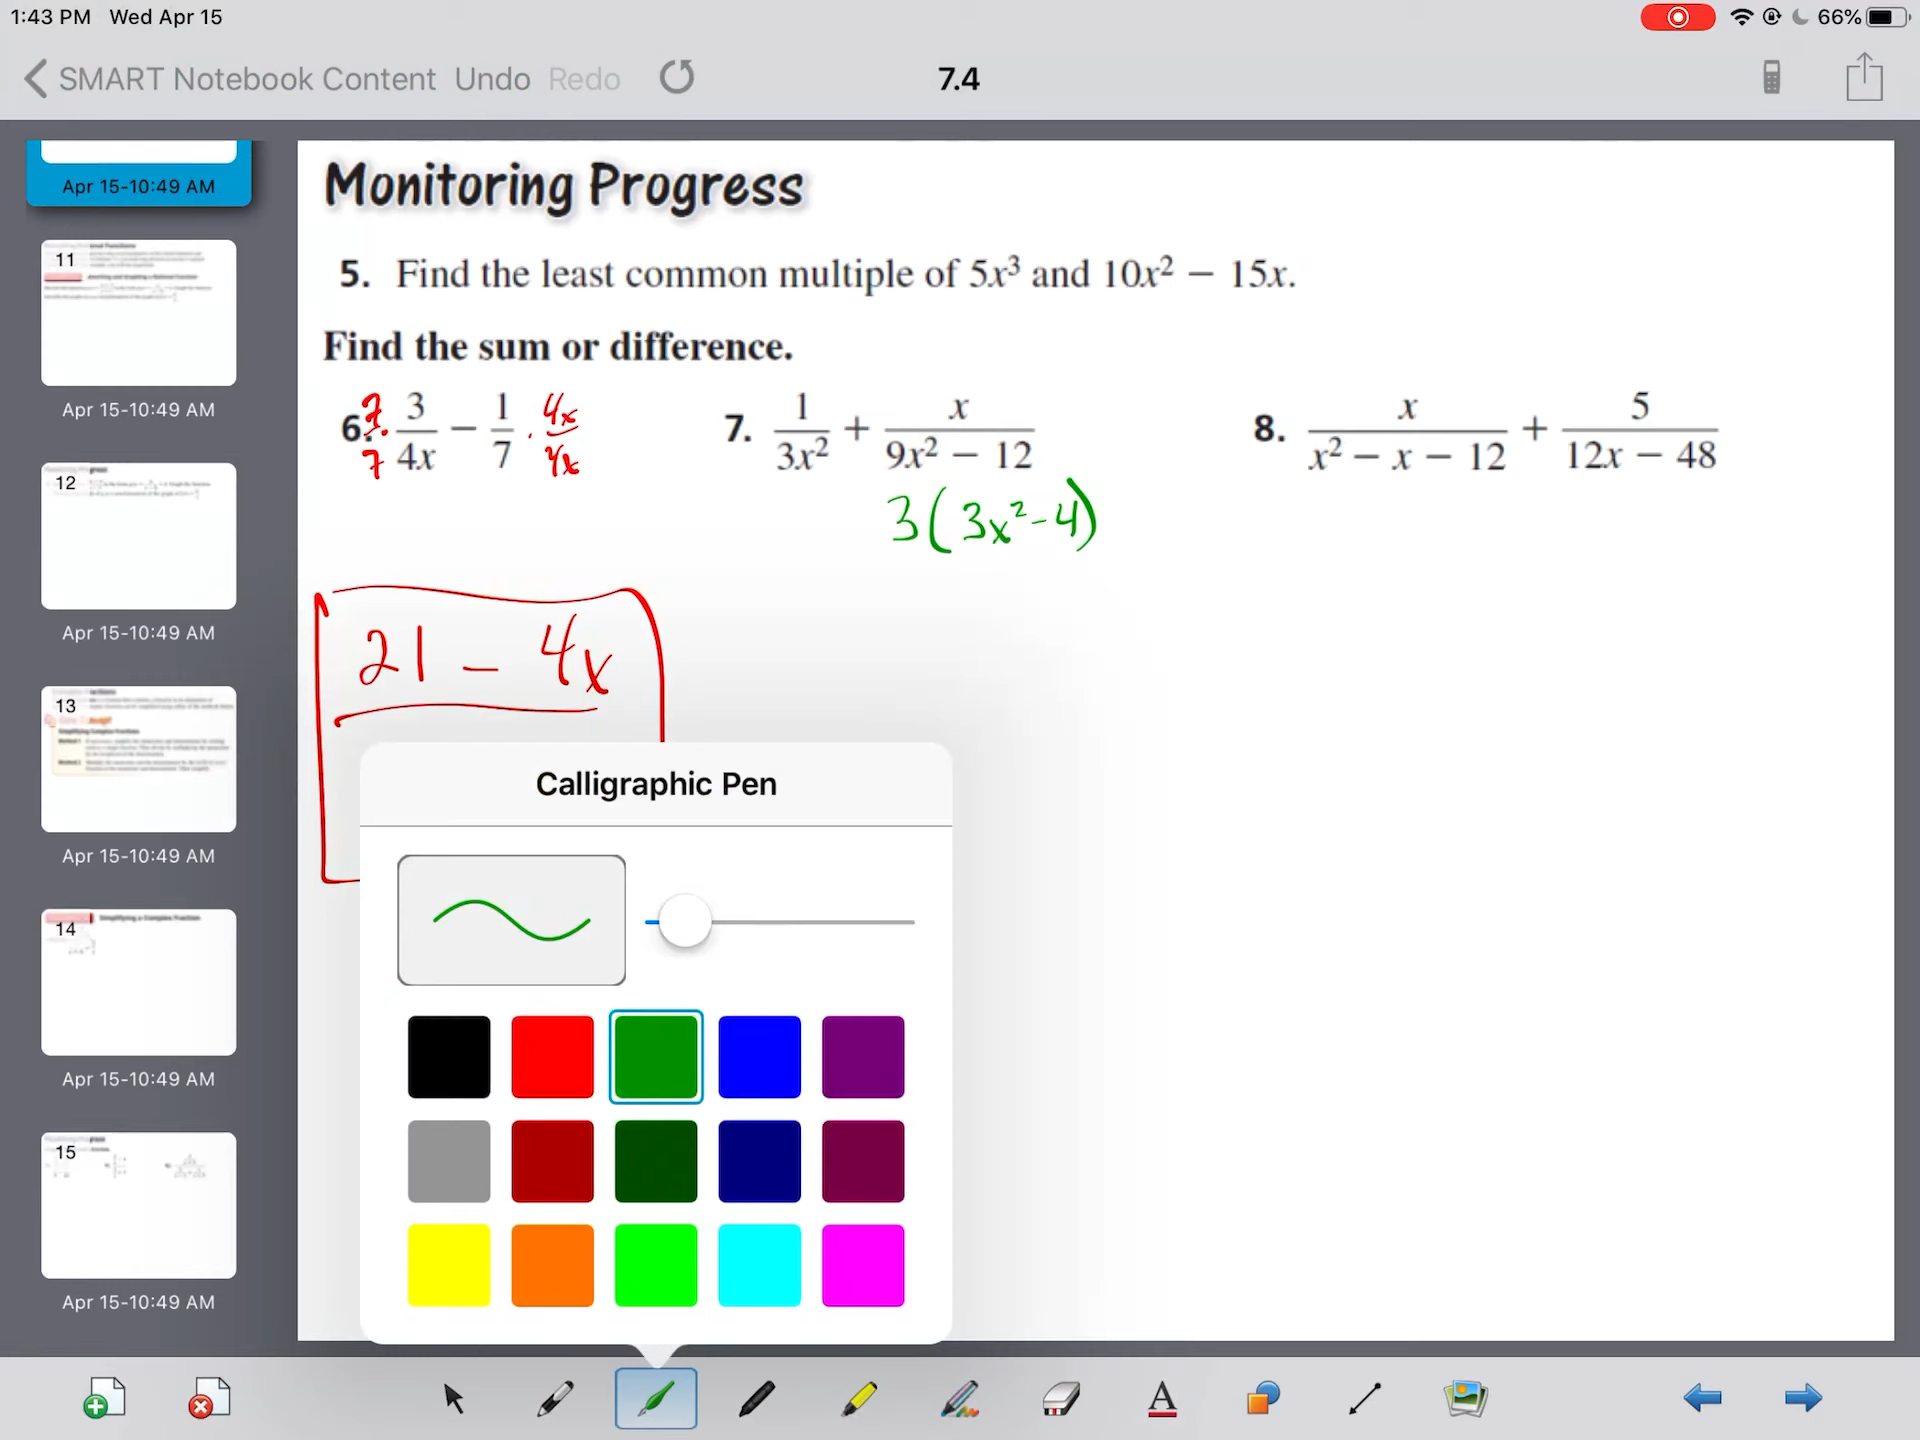 1:43 PM Wed Apr 15
66%
SMART Notebook Content Undo Redo
7.4
Apr 15-10:49 AM
11
Apr 15-10:49 AM
12
Apr 15-10:49 AM
13
Apr 15-10:49 AM
14
Simplifying a Complex Fraction
Apr 15-10:49 AM
15
Apr 15-10:49 AM
Monitoring Progress
5. Find the least common multiple of 5x³ and 10x² − 15x.
Find the sum or difference.
6. 7/7 · 3/4x − 1/7 · 4x/4x
7. 1/3x² + x/9x² − 12
3(3x²-4)
8. x/x² − x − 12 + 5/12x − 48
21 - 4x
Calligraphic Pen
A